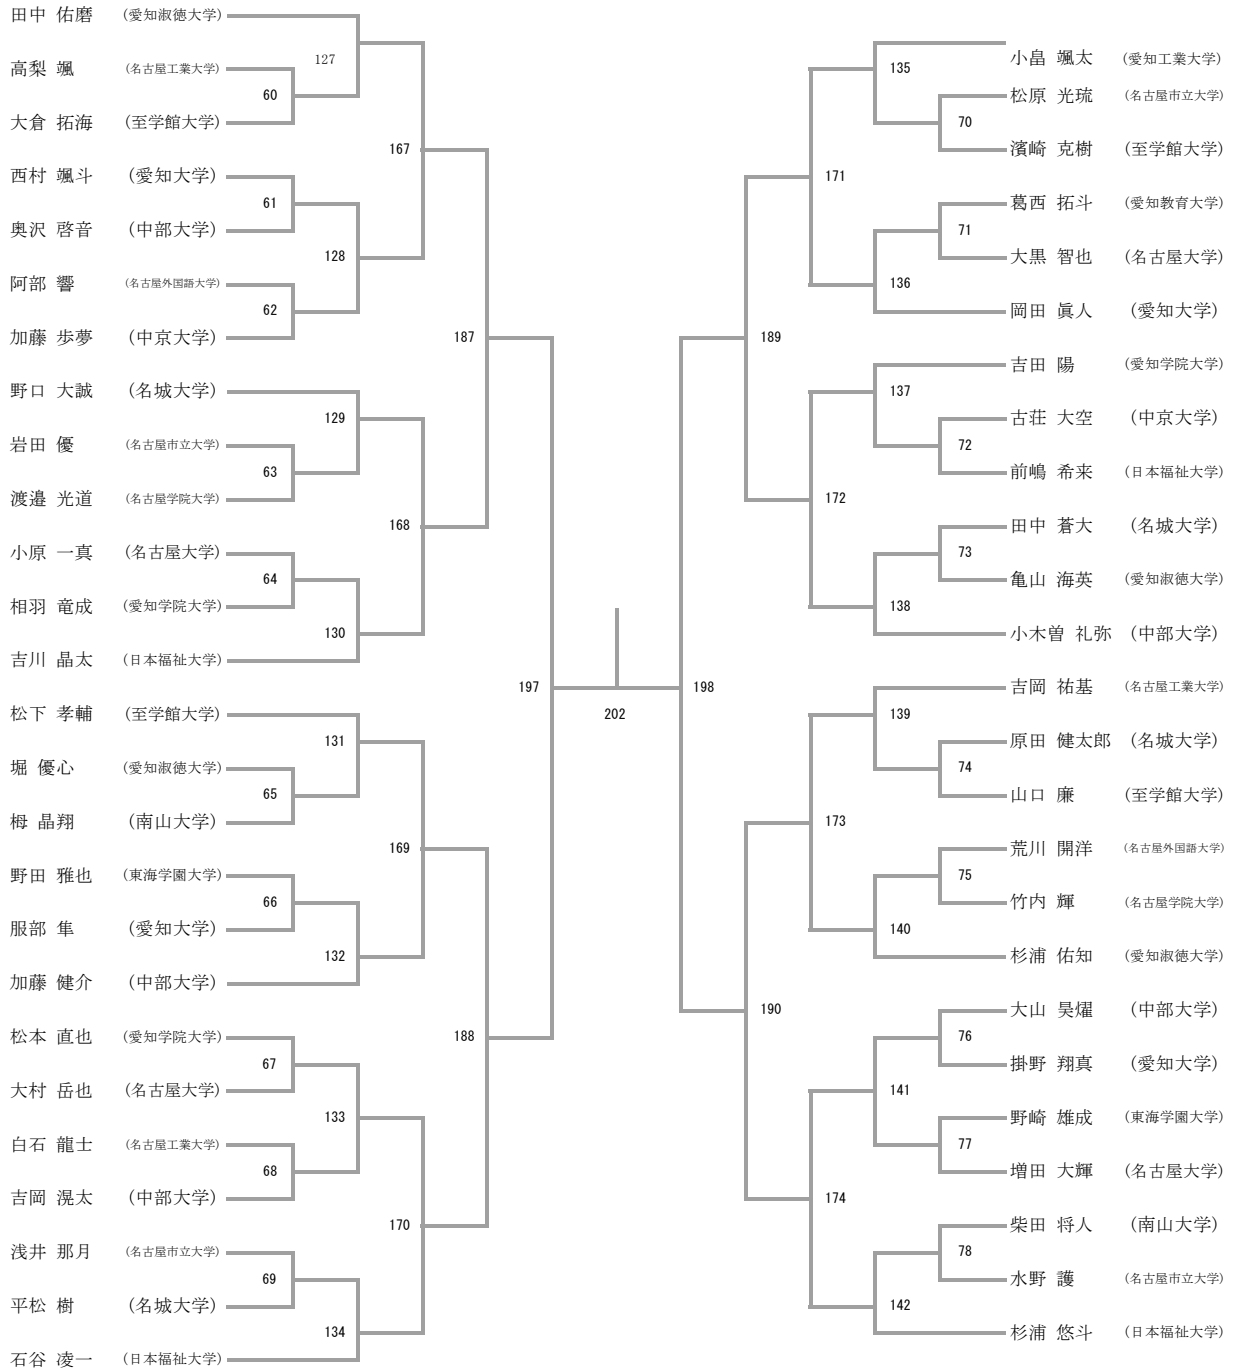 田中 佑磨 (愛知淑徳大学)
127
高梨 颯 (名古屋工業大学)
60
大倉 拓海 (至学館大学)
167
西村 颯斗 (愛知大学)
61
奥沢 啓音 (中部大学)
128
阿部 響 (名古屋外国語大学)
62
加藤 歩夢 (中京大学)
187
野口 大誠 (名城大学)
129
岩田 優 (名古屋市立大学)
63
渡邉 光道 (名古屋学院大学)
168
小原 一真 (名古屋大学)
64
相羽 竜成 (愛知学院大学)
130
吉川 晶太 (日本福祉大学)
197
松下 孝輔 (至学館大学)
131
堀 優心 (愛知淑徳大学)
65
栂 晶翔 (南山大学)
169
野田 雅也 (東海学園大学)
66
服部 隼 (愛知大学)
132
加藤 健介 (中部大学)
188
松本 直也 (愛知学院大学)
67
大村 岳也 (名古屋大学)
133
白石 龍士 (名古屋工業大学)
68
吉岡 滉太 (中部大学)
170
浅井 那月 (名古屋市立大学)
69
平松 樹 (名城大学)
134
石谷 凌一 (日本福祉大学)
202
小畠 颯太 (愛知工業大学)
135
松原 光琉 (名古屋市立大学)
70
濱崎 克樹 (至学館大学)
171
葛西 拓斗 (愛知教育大学)
71
大黒 智也 (名古屋大学)
136
岡田 眞人 (愛知大学)
189
吉田 陽 (愛知学院大学)
137
古荘 大空 (中京大学)
72
前嶋 希来 (日本福祉大学)
172
田中 蒼大 (名城大学)
73
亀山 海英 (愛知淑徳大学)
138
小木曽 礼弥 (中部大学)
198
吉岡 祐基 (名古屋工業大学)
139
原田 健太郎 (名城大学)
74
山口 廉 (至学館大学)
173
荒川 開洋 (名古屋外国語大学)
75
竹内 輝 (名古屋学院大学)
140
杉浦 佑知 (愛知淑徳大学)
190
大山 昊燿 (中部大学)
76
掛野 翔真 (愛知大学)
141
野崎 雄成 (東海学園大学)
77
増田 大輝 (名古屋大学)
174
柴田 将人 (南山大学)
78
水野 護 (名古屋市立大学)
142
杉浦 悠斗 (日本福祉大学)